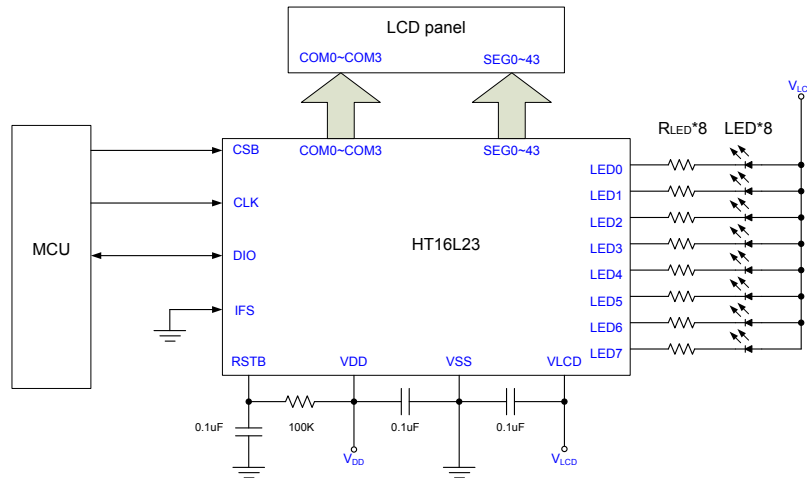 LCD panel
COM0~COM3 SEG0~43
VLC
RLED*8 LED*8
CSB COM0~COM3 SEG0~43
LED0
CLK LED1
LED2
MCU HT16L23
DIO LED3
LED4
LED5
IFS
LED6
RSTB VDD VSS VLCD LED7
0.1uF 100K 0.1uF 0.1uF
VDD VLCD